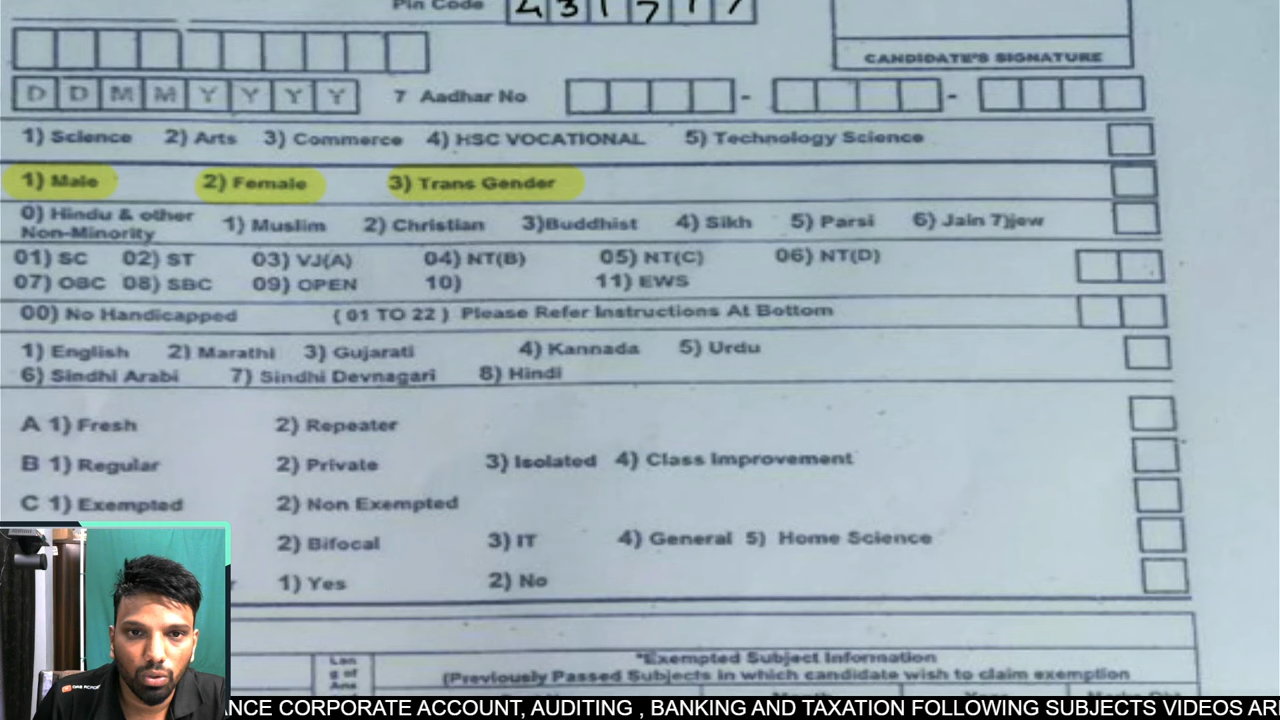 Pin Code
CANDIDATE'S SIGNATURE
D D M M Y Y Y Y 7 Aadhar No - -
1) Science 2) Arts 3) Commerce 4) HSC VOCATIONAL 5) Technology Science
1) Male 2) Female 3) Trans Gender
0) Hindu & other
Non-Minority 1) Muslim 2) Christian 3)Buddhist 4) Sikh 5) Parsi 6) Jain 7)jew
01) SC 02) ST 03) VJ(A) 04) NT(B) 05) NT(C) 06) NT(D)
07) OBC 08) SBC 09) OPEN 10) 11) EWS
00) No Handicapped ( 01 TO 22 ) Please Refer Instructions At Bottom
1) English 2) Marathi 3) Gujarati 4) Kannada 5) Urdu
6) Sindhi Arabi 7) Sindhi Devnagari 8) Hindi
A 1) Fresh 2) Repeater
B 1) Regular 2) Private 3) Isolated 4) Class Improvement
C 1) Exempted 2) Non Exempted
2) Bifocal 3) IT 4) General 5) Home Science
1) Yes 2) No
Lan
g of
Ans
*Exempted Subject Information
(Previously Passed Subjects in which candidate wish to claim exemption
Month
NCE CORPORATE ACCOUNT, AUDITING , BANKING AND TAXATION FOLLOWING SUBJECTS VIDEOS AR